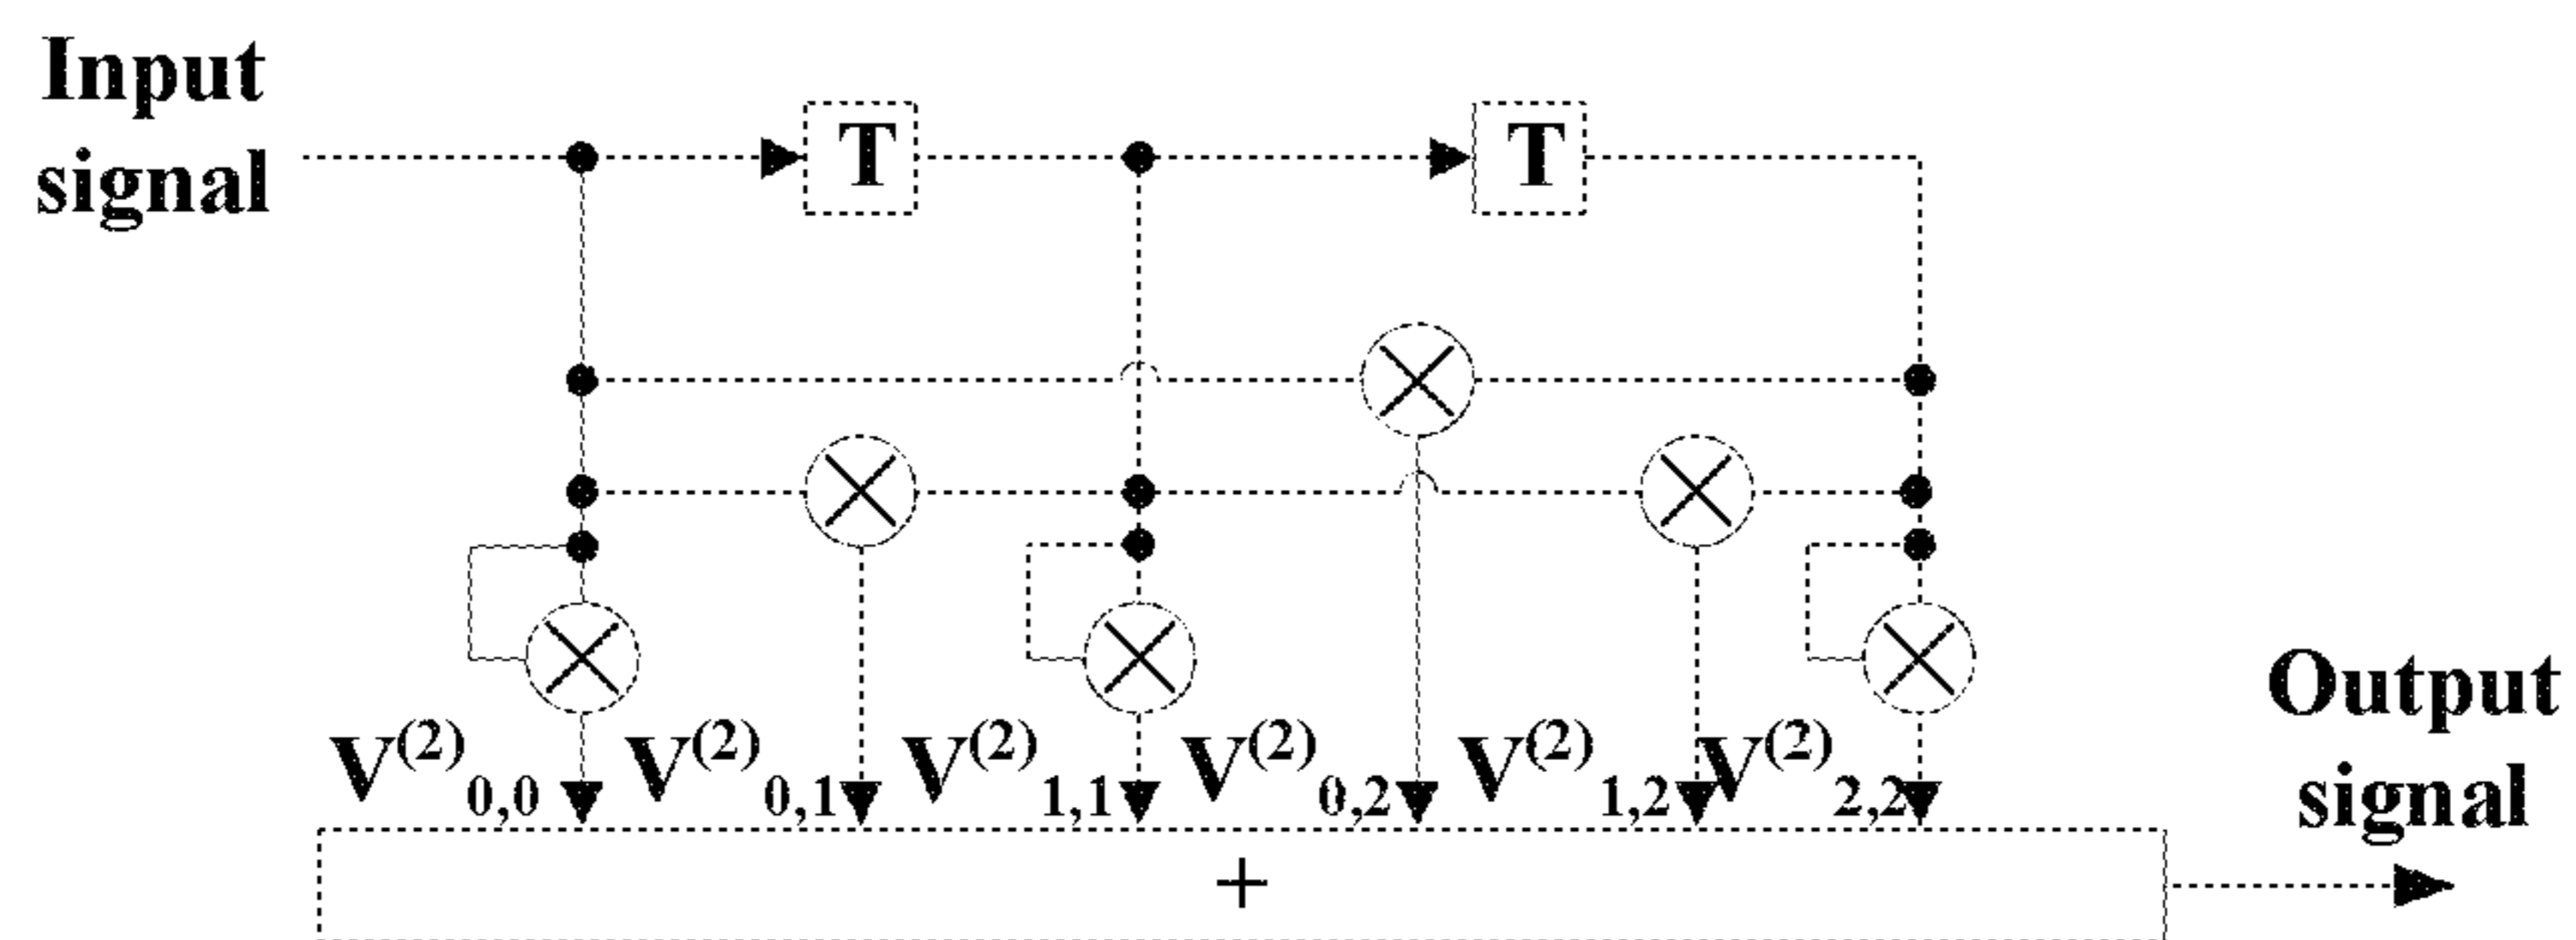 Input
signal
T T
V(2)0,0 V(2)0,1 V(2)1,1 V(2)0,2 V(2)1,2 V(2)2,2
+
Output
signal